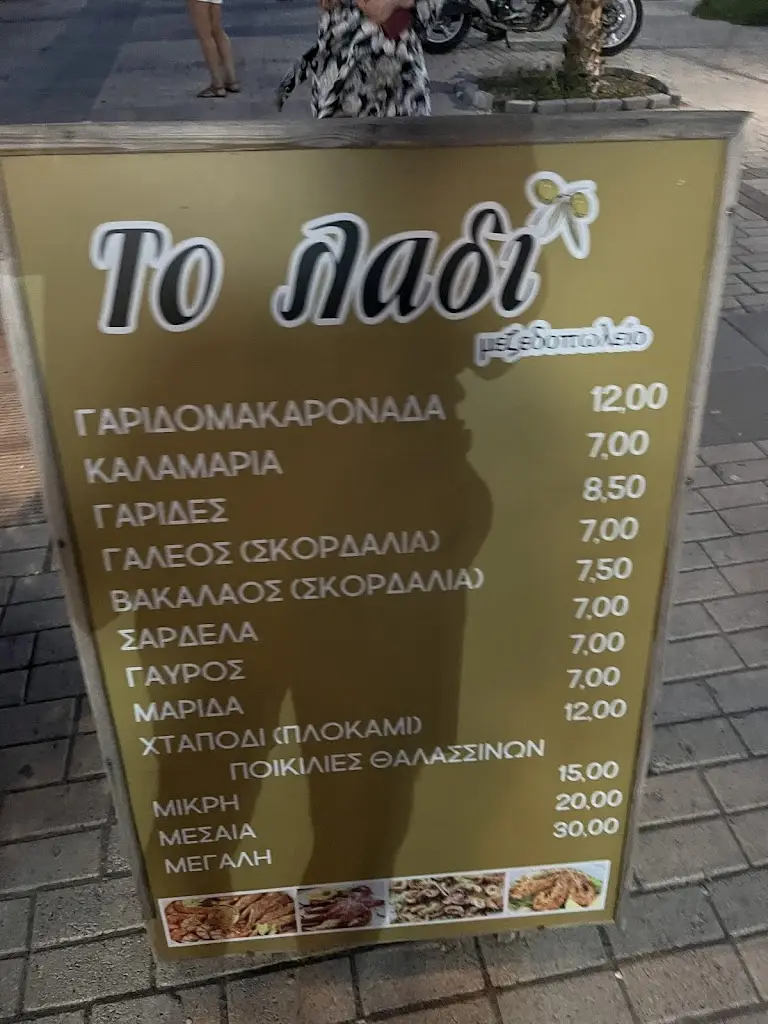 Το λαδι
μεζεδοπωλειο
ΓΑΡΙΔΟΜΑΚΑΡΟΝΑΔΑ 12,00
ΚΑΛΑΜΑΡΙΑ 7,00
ΓΑΡΙΔΕΣ 8,50
ΓΑΛΕΟΣ (ΣΚΟΡΔΑΛΙΑ) 7,00
ΒΑΚΑΛΑΟΣ (ΣΚΟΡΔΑΛΙΑ) 7,50
ΣΑΡΔΕΛΑ 7,00
ΓΑΥΡΟΣ 7,00
ΜΑΡΙΔΑ 7,00
ΧΤΑΠΟΔΙ (ΠΛΟΚΑΜΙ) 12,00
ΠΟΙΚΙΛΙΕΣ ΘΑΛΑΣΣΙΝΩΝ
ΜΙΚΡΗ 15,00
ΜΕΣΑΙΑ 20,00
ΜΕΓΑΛΗ 30,00